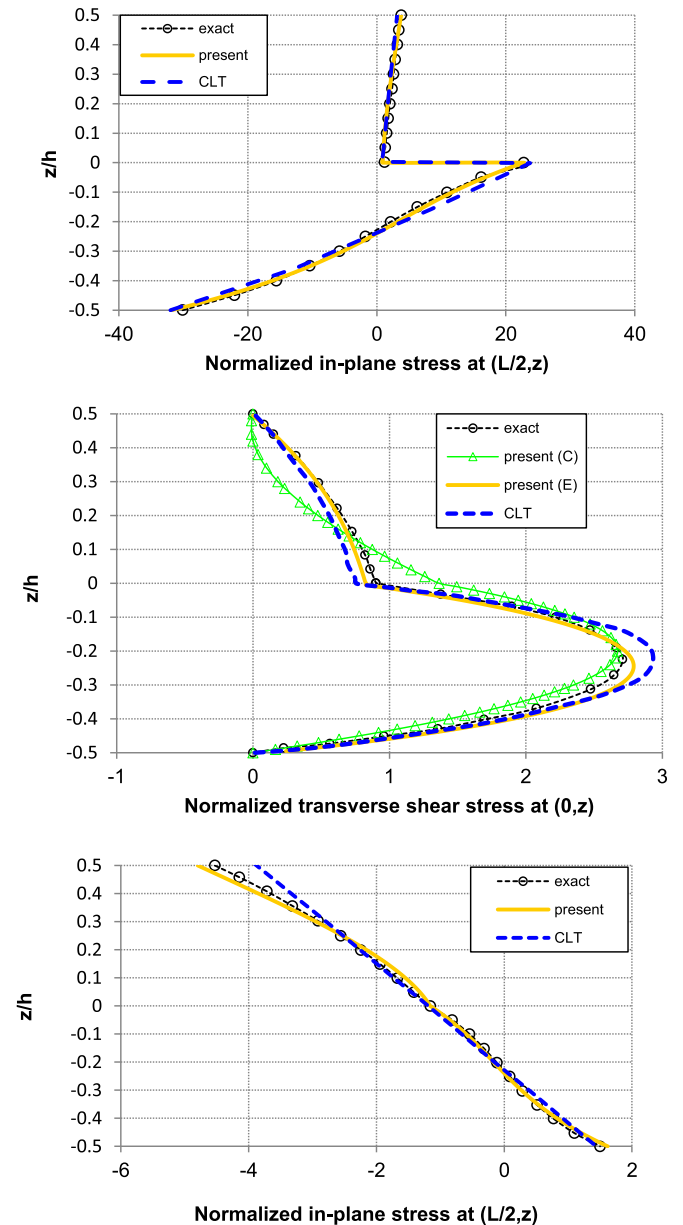 0.5
exact
0.4
present
0.3
CLT
0.2
0.1
z/h
0
-0.1
-0.2
-0.3
-0.4
-0.5
-40 -20 0 20 40
Normalized in-plane stress at (L/2,z)
0.5
exact
0.4
present (C)
0.3
present (E)
0.2
CLT
0.1
z/h
0
-0.1
-0.2
-0.3
-0.4
-0.5
-1 0 1 2 3
Normalized transverse shear stress at (0,z)
0.5
exact
0.4
present
0.3
CLT
0.2
0.1
z/h
0
-0.1
-0.2
-0.3
-0.4
-0.5
-6 -4 -2 0 2
Normalized in-plane stress at (L/2,z)